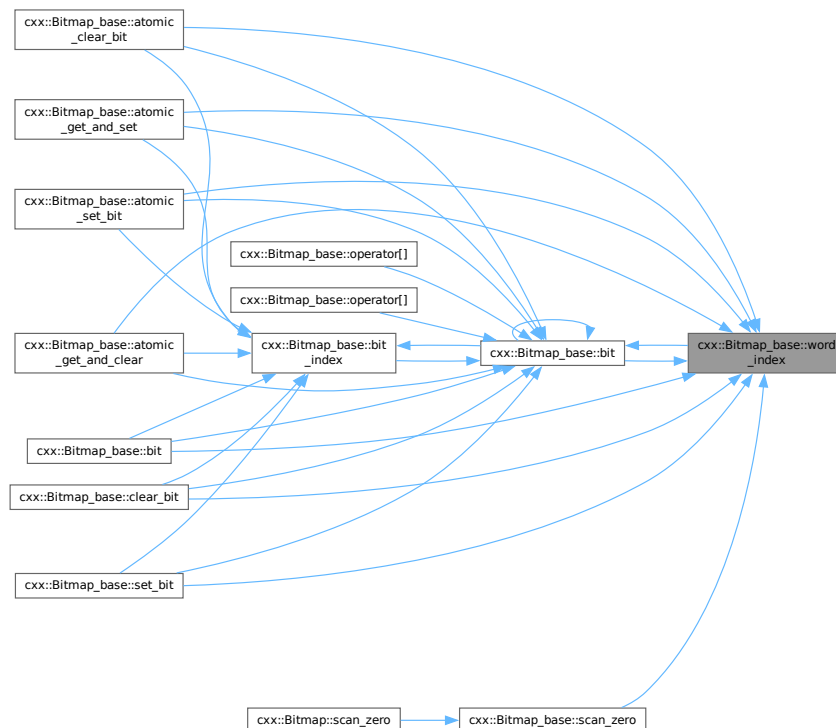 cxx::Bitmap_base::atomic
_clear_bit
cxx::Bitmap_base::atomic
_get_and_set
cxx::Bitmap_base::atomic
_set_bit
cxx::Bitmap_base::operator[]
cxx::Bitmap_base::operator[]
cxx::Bitmap_base::atomic
_get_and_clear
cxx::Bitmap_base::bit
_index
cxx::Bitmap_base::bit
cxx::Bitmap_base::word
_index
cxx::Bitmap_base::bit
cxx::Bitmap_base::clear_bit
cxx::Bitmap_base::set_bit
cxx::Bitmap::scan_zero
cxx::Bitmap_base::scan_zero